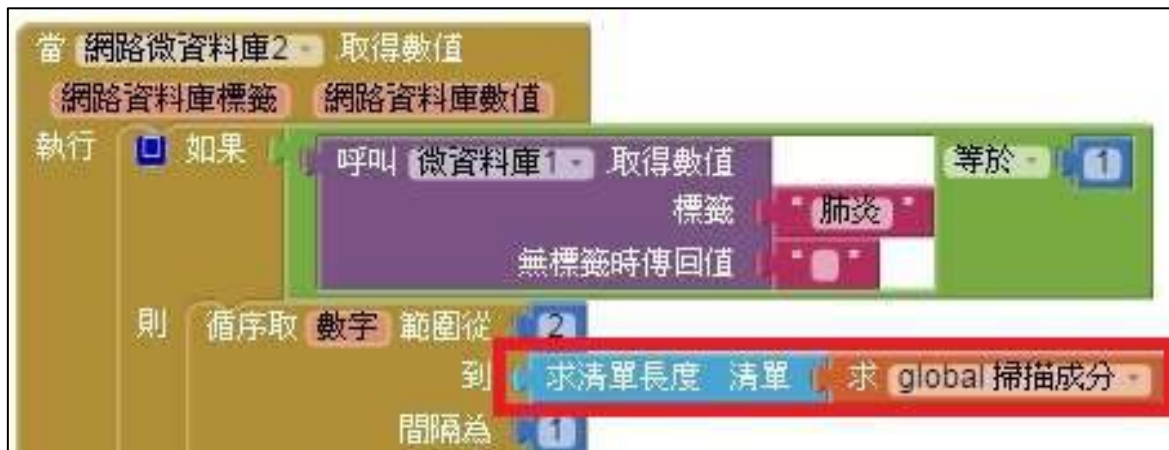 當 網路微資料庫2 取得數值
網路資料庫標籤 網路資料庫數值
執行 如果 呼叫 微資料庫1 取得數值 等於 1
標籤 "肺炎"
無標籤時傳回值 " "
則 循序取 數字 範圍從 2
到 求清單長度 清單 求 global 掃描成分
間隔為 1